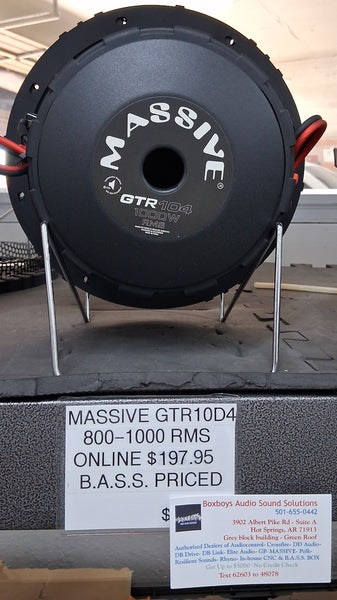 MASSIVE
GTR104
1000W
RMS
MASSIVE GTR10D4
800-1000 RMS
ONLINE $197.95
B.A.S.S. PRICED
$
Boxboys Audio Sound Solutions
501-655-0442
3902 Albert Pike Rd - Suite A
Hot Springs, AR 71913
Grey block building - Green Roof
Authorized Dealers of Audiocontrol- Crossfire- DD Audio-
DB Drive- DB Link- Elite Audio- GP-MASSIVE- Polk-
Resilient Sounds- Rhyno- In-house CNC & B.A.S.S. BOX
Get Up to $5000 -No Credit Check
Text 62603 to 48078